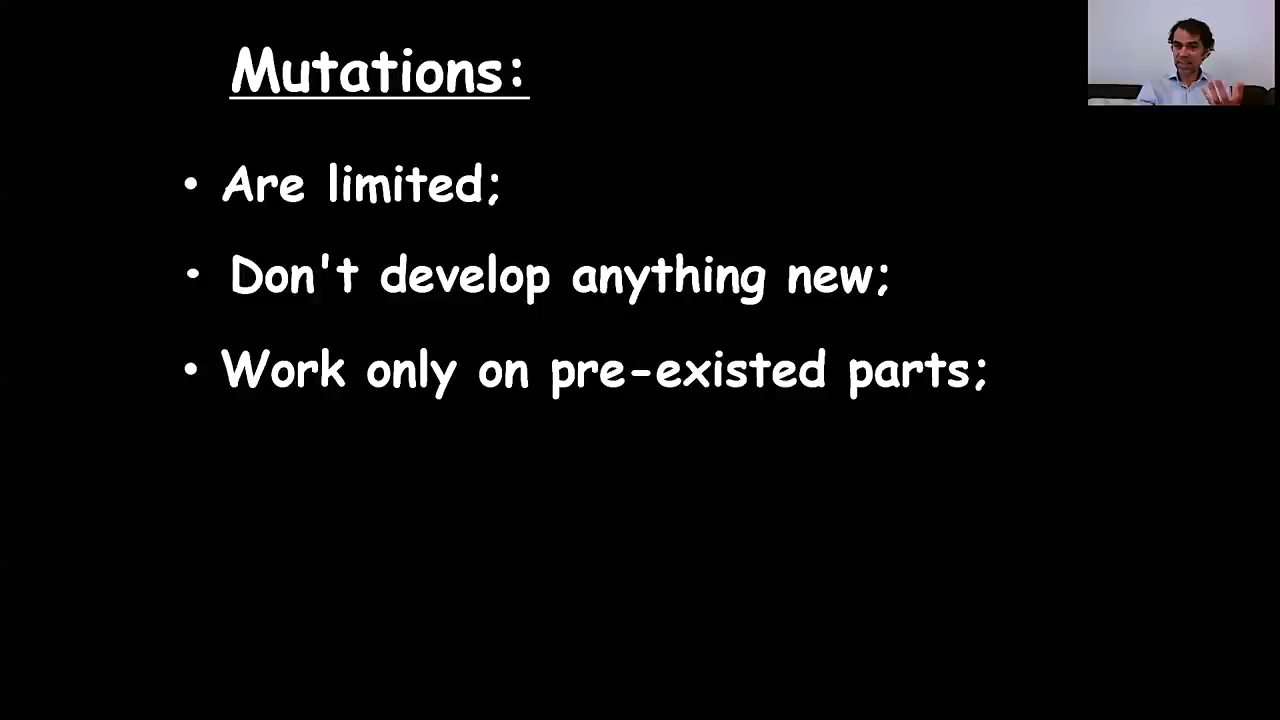 Mutations:
• Are limited;
• Don't develop anything new;
• Work only on pre-existed parts;